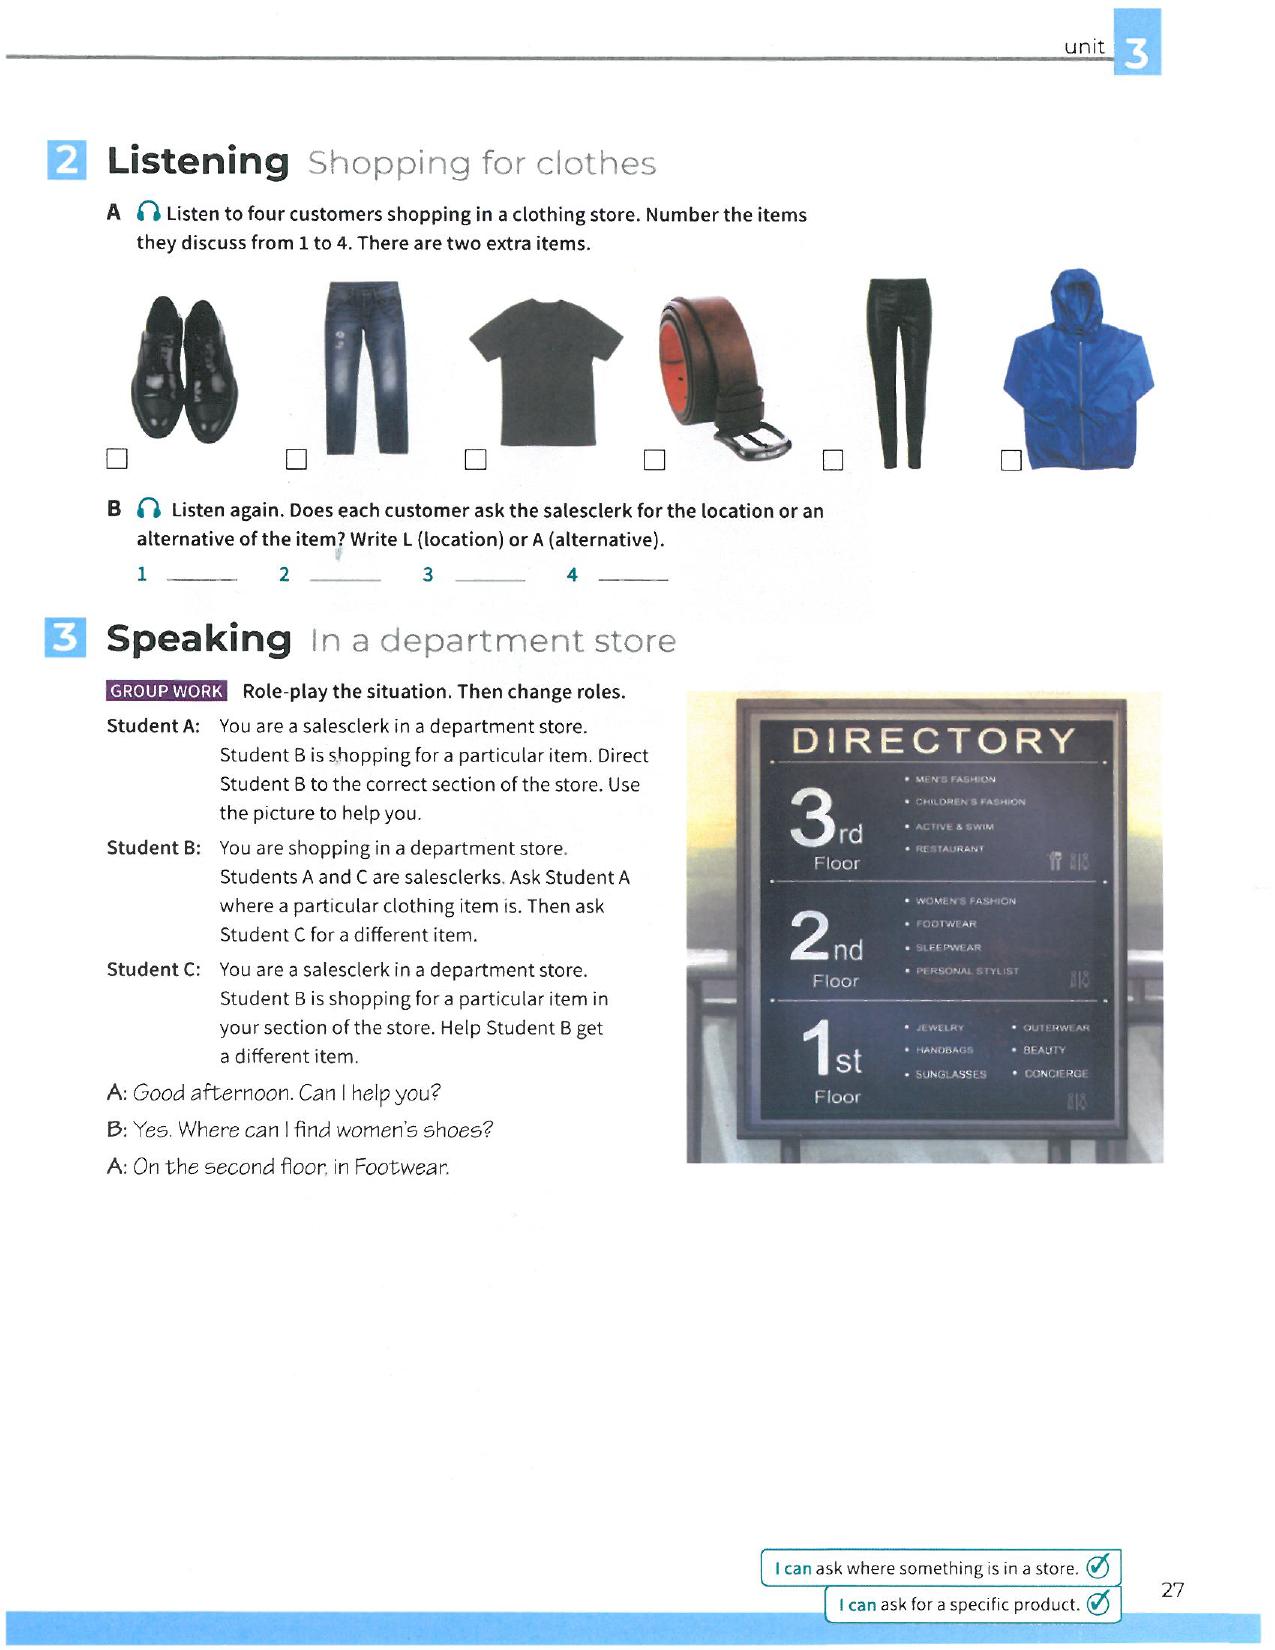 unit 3
2 Listening Shopping for clothes
A Listen to four customers shopping in a clothing store. Number the items
they discuss from 1 to 4. There are two extra items.
B Listen again. Does each customer ask the salesclerk for the location or an
alternative of the item? Write L (location) or A (alternative).
1 ______ 2 ______ 3 ______ 4 ______
3 Speaking In a department store
GROUP WORK Role-play the situation. Then change roles.
Student A: You are a salesclerk in a department store.
Student B is shopping for a particular item. Direct
Student B to the correct section of the store. Use
the picture to help you.
Student B: You are shopping in a department store.
Students A and C are salesclerks. Ask Student A
where a particular clothing item is. Then ask
Student C for a different item.
Student C: You are a salesclerk in a department store.
Student B is shopping for a particular item in
your section of the store. Help Student B get
a different item.
A: Good afternoon. Can I help you?
B: Yes. Where can I find women's shoes?
A: On the second floor, in Footwear.
DIRECTORY
3rd Floor
• MEN'S FASHION
• CHILDREN'S FASHION
• ACTIVE & SWIM
• RESTAURANT
2nd Floor
• WOMEN'S FASHION
• FOOTWEAR
• SLEEPWEAR
• PERSONAL STYLIST
1st Floor
• JEWELRY • OUTERWEAR
• HANDBAGS • BEAUTY
• SUNGLASSES • CONCIERGE
I can ask where something is in a store.
I can ask for a specific product.
27